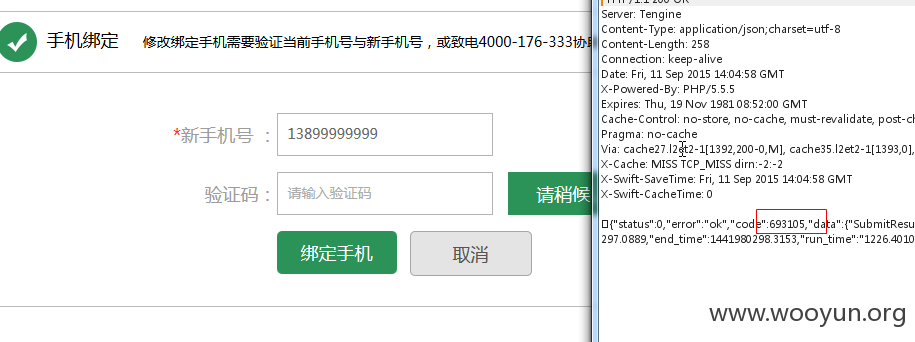 手机绑定 修改绑定手机需要验证当前手机号与新手机号，或致电4000-176-333协
*新手机号 ： 13899999999
验证码： 请输入验证码 请稍候
绑定手机 取消
Server: Tengine
Content-Type: application/json;charset=utf-8
Content-Length: 258
Connection: keep-alive
Date: Fri, 11 Sep 2015 14:04:58 GMT
X-Powered-By: PHP/5.5.5
Expires: Thu, 19 Nov 1981 08:52:00 GMT
Cache-Control: no-store, no-cache, must-revalidate, post-c
Pragma: no-cache
Via: cache27.l2et2-1[1392,200-0,M], cache35.l2et2-1[1393,0],
X-Cache: MISS TCP_MISS dirn:-2:-2
X-Swift-SaveTime: Fri, 11 Sep 2015 14:04:58 GMT
X-Swift-CacheTime: 0
{"status":0,"error":"ok","code":693105,"data":{"SubmitResu
297.0889,"end_time":1441980298.3153,"run_time":"1226.4010
www.wooyun.org